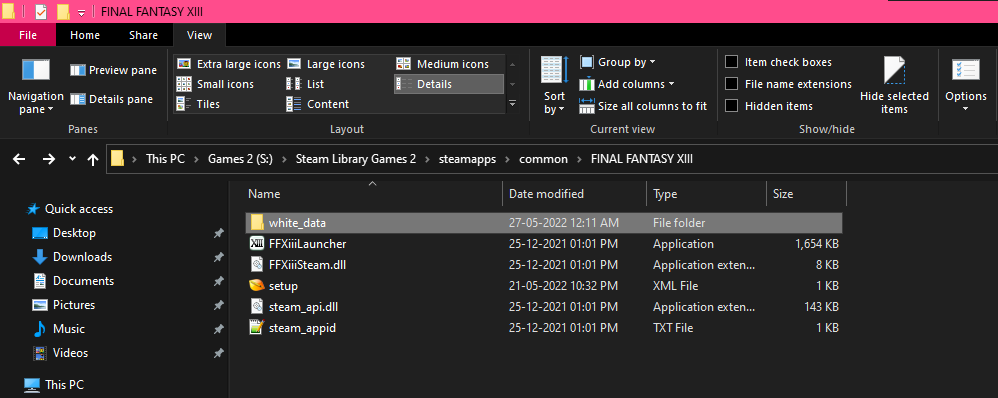 FINAL FANTASY XIII
File Home Share View
Navigation pane
Preview pane
Details pane
Panes
Extra large icons Large icons Medium icons
Small icons List Details
Tiles Content
Layout
Sort by
Group by
Add columns
Size all columns to fit
Current view
Item check boxes
File name extensions
Hidden items
Hide selected items
Show/hide
Options
This PC > Games 2 (S:) > Steam Library Games 2 > steamapps > common > FINAL FANTASY XIII
Quick access
Desktop
Downloads
Documents
Pictures
Music
Videos
This PC
Name Date modified Type Size
white_data 27-05-2022 12:11 AM File folder
XIII FFXiiiLauncher 25-12-2021 01:01 PM Application 1,654 KB
FFXiiiSteam.dll 25-12-2021 01:01 PM Application exten... 8 KB
setup 21-05-2022 10:32 PM XML File 1 KB
steam_api.dll 25-12-2021 01:01 PM Application exten... 143 KB
steam_appid 25-12-2021 01:01 PM TXT File 1 KB